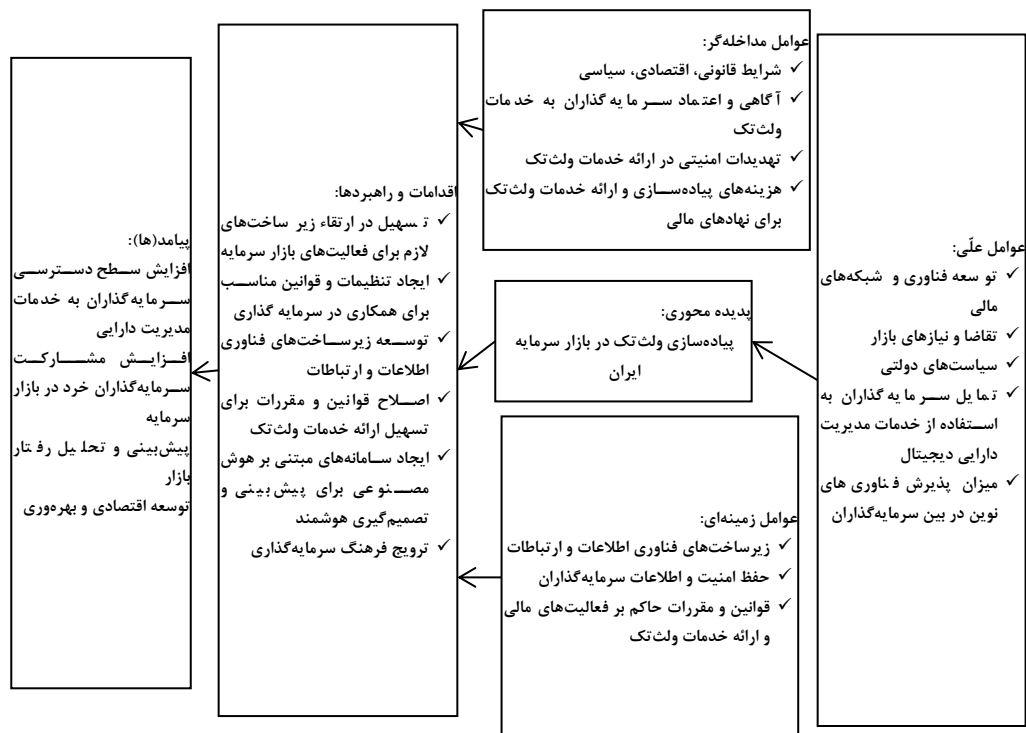 عوامل علّی:
توسعه فناوری و شبکه‌های
مالی
تقاضا و نیازهای بازار
سیاست‌های دولتی
تمایل سرمایه‌گذاران به
استفاده از خدمات مدیریت
دارایی دیجیتال
میزان پذیرش فناوری های
نوین در بین سرمایه‌گذاران
عوامل مداخله‌گر:
شرایط قانونی، اقتصادی، سیاسی
آگاهی و اعتماد سرمایه‌گذاران به خدمات
ولث‌تک
تهدیدات امنیتی در ارائه خدمات ولث‌تک
هزینه‌های پیاده‌سازی و ارائه خدمات ولث‌تک
برای نهادهای مالی
پدیده محوری:
پیاده‌سازی ولث‌تک در بازار سرمایه
ایران
عوامل زمینه‌ای:
زیرساخت‌های فناوری اطلاعات و ارتباطات
حفظ امنیت و اطلاعات سرمایه‌گذاران
قوانین و مقررات حاکم بر فعالیت‌های مالی
و ارائه خدمات ولث‌تک
اقدامات و راهبردها:
تسهیل در ارتقاء زیر ساخت‌های
لازم برای فعالیت‌های بازار سرمایه
ایجاد تنظیمات و قوانین مناسب
برای همکاری در سرمایه گذاری
توسعه زیرساخت‌های فناوری
اطلاعات و ارتباطات
اصلاح قوانین و مقررات برای
تسهیل ارائه خدمات ولث‌تک
ایجاد سامانه‌های مبتنی بر هوش
مصنوعی برای پیش‌بینی و
تصمیم‌گیری هوشمند
ترویج فرهنگ سرمایه‌گذاری
پیامد(ها):
افزایش سطح دسترسی
سرمایه‌گذاران به خدمات
مدیریت دارایی
افزایش مشارکت
سرمایه‌گذاران خرد در بازار
سرمایه
پیش‌بینی و تحلیل رفتار
بازار
توسعه اقتصادی و بهره‌وری